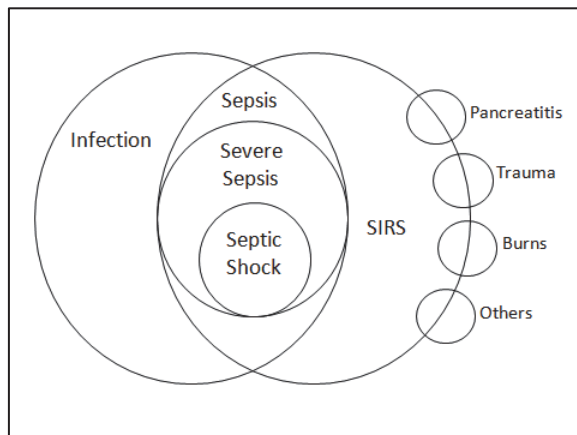 Sepsis
Infection
Severe
Sepsis
Septic
Shock
SIRS
Pancreatitis
Trauma
Burns
Others